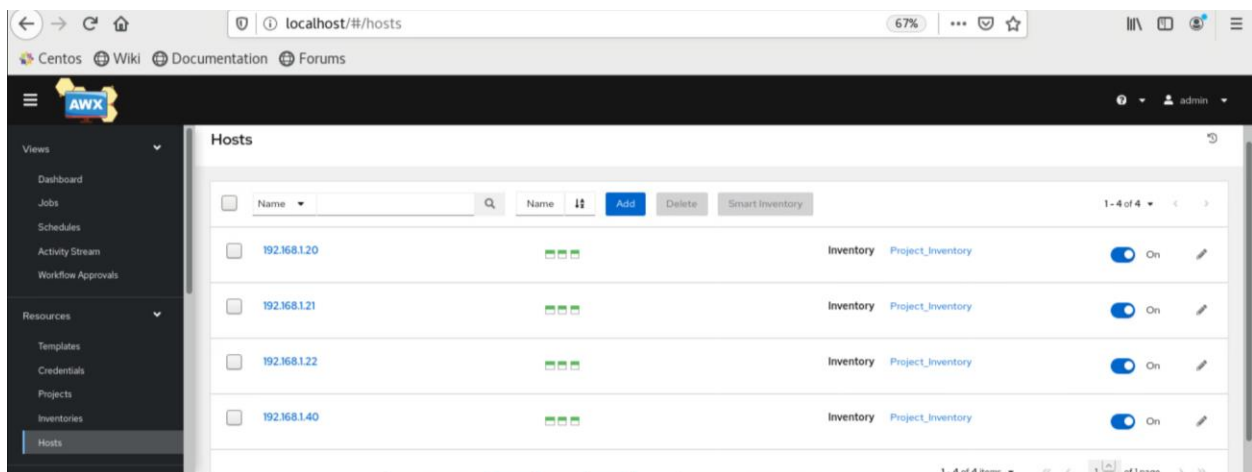 localhost/#/hosts 67%
Centos Wiki Documentation Forums
AWX admin
Views
Dashboard
Jobs
Schedules
Activity Stream
Workflow Approvals
Resources
Templates
Credentials
Projects
Inventories
Hosts
Hosts
Name Name Add Delete Smart Inventory 1 - 4 of 4
192.168.1.20 Inventory Project_Inventory On
192.168.1.21 Inventory Project_Inventory On
192.168.1.22 Inventory Project_Inventory On
192.168.1.40 Inventory Project_Inventory On
1 - 4 of 4 items 1 of 1 page